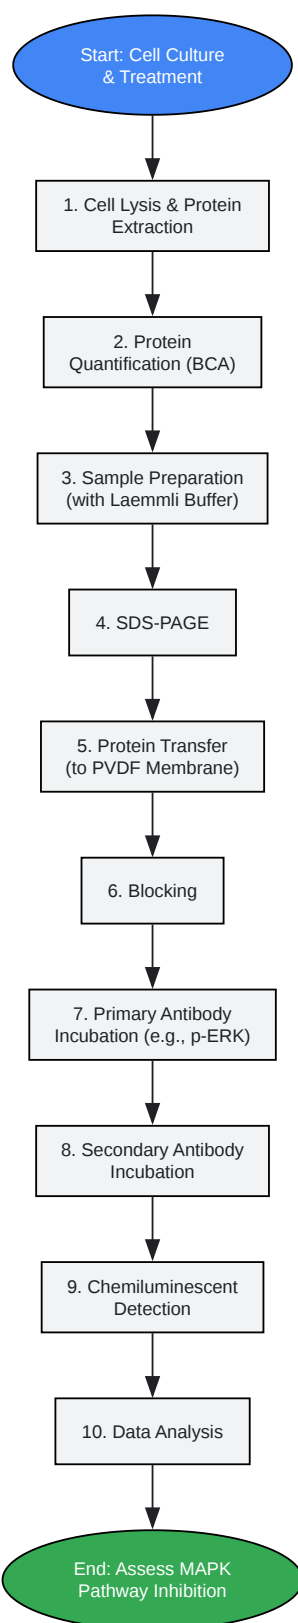 Start: Cell Culture
& Treatment
1. Cell Lysis & Protein
Extraction
2. Protein
Quantification (BCA)
3. Sample Preparation
(with Laemmli Buffer)
4. SDS-PAGE
5. Protein Transfer
(to PVDF Membrane)
6. Blocking
7. Primary Antibody
Incubation (e.g., p-ERK)
8. Secondary Antibody
Incubation
9. Chemiluminescent
Detection
10. Data Analysis
End: Assess MAPK
Pathway Inhibition